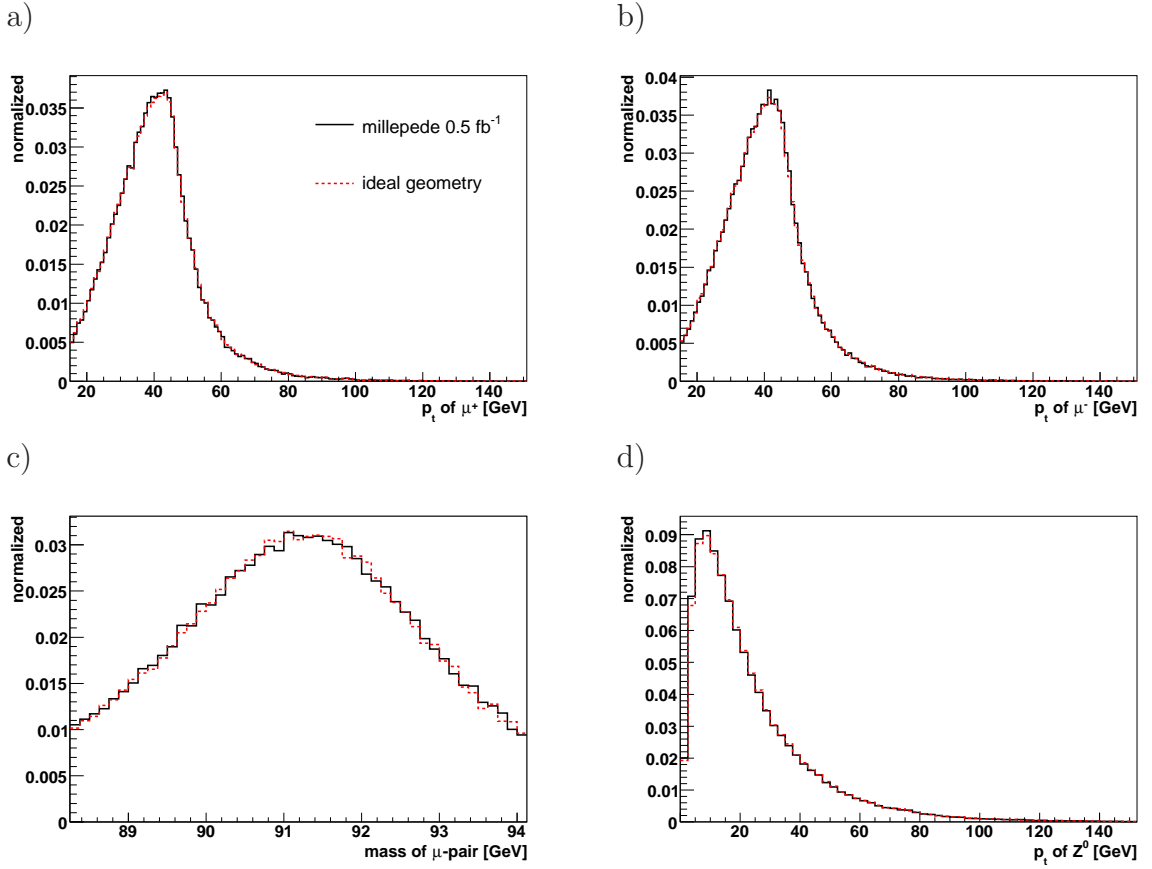 a)
normalized
0.035
0.03
0.025
0.02
0.015
0.01
0.005
0
20 40 60 80 100 120 140
p_t of μ⁺ [GeV]
millepede 0.5 fb⁻¹
ideal geometry
b)
normalized
0.04
0.035
0.03
0.025
0.02
0.015
0.01
0.005
0
20 40 60 80 100 120 140
p_t of μ⁻ [GeV]
c)
normalized
0.03
0.025
0.02
0.015
0.01
0.005
0
89 90 91 92 93 94
mass of μ-pair [GeV]
d)
normalized
0.09
0.08
0.07
0.06
0.05
0.04
0.03
0.02
0.01
0
20 40 60 80 100 120 140
p_t of Z⁰ [GeV]